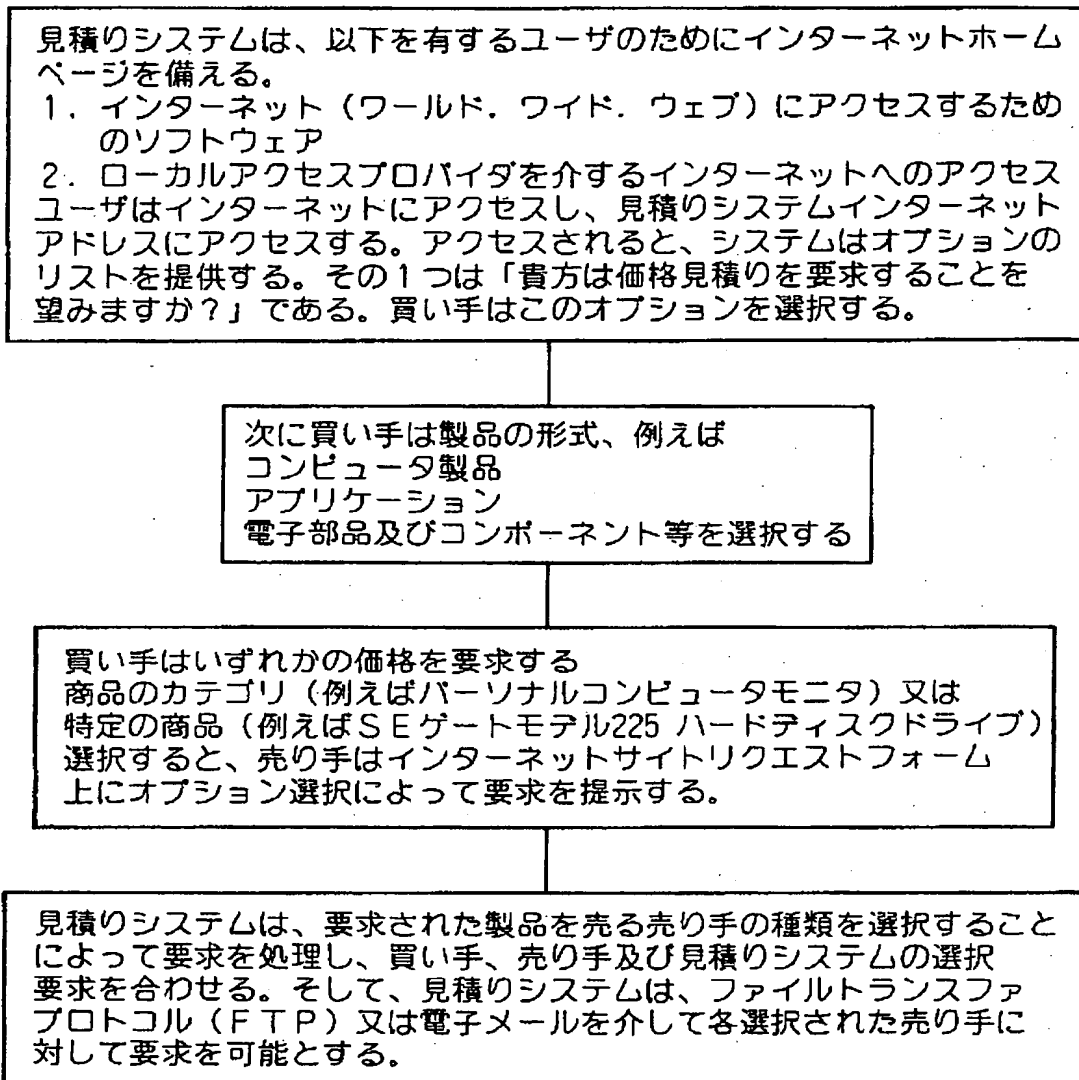 見積りシステムは、以下を有するユーザのためにインターネットホーム
ページを備える。
1．インターネット（ワールド．ワイド．ウェブ）にアクセスするため
のソフトウェア
2．ローカルアクセスプロバイダを介するインターネットへのアクセス
ユーザはインターネットにアクセスし、見積りシステムインターネット
アドレスにアクセスする。アクセスされると、システムはオプションの
リストを提供する。その1つは「貴方は価格見積りを要求することを
望みますか？」である。買い手はこのオプションを選択する。
次に買い手は製品の形式、例えば
コンピュータ製品
アプリケーション
電子部品及びコンポーネント等を選択する
買い手はいずれかの価格を要求する
商品のカテゴリ（例えばパーソナルコンピュータモニタ）又は
特定の商品（例えばＳＥゲートモデル225 ハードディスクドライブ）
選択すると、売り手はインターネットサイトリクエストフォーム
上にオプション選択によって要求を提示する。
見積りシステムは、要求された製品を売る売り手の種類を選択すること
によって要求を処理し、買い手、売り手及び見積りシステムの選択
要求を合わせる。そして、見積りシステムは、ファイルトランスファ
プロトコル（ＦＴＰ）又は電子メールを介して各選択された売り手に
対して要求を可能とする。